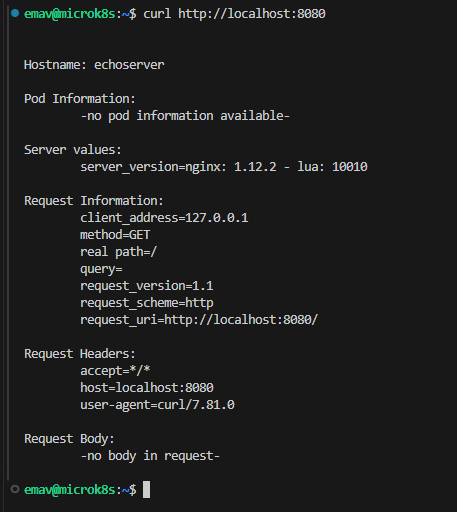 emav@microk8s:~$ curl http://localhost:8080
Hostname: echoserver
Pod Information:
-no pod information available-
Server values:
server_version=nginx: 1.12.2 - lua: 10010
Request Information:
client_address=127.0.0.1
method=GET
real path=/
query=
request_version=1.1
request_scheme=http
request_uri=http://localhost:8080/
Request Headers:
accept=*/*
host=localhost:8080
user-agent=curl/7.81.0
Request Body:
-no body in request-
emav@microk8s:~$